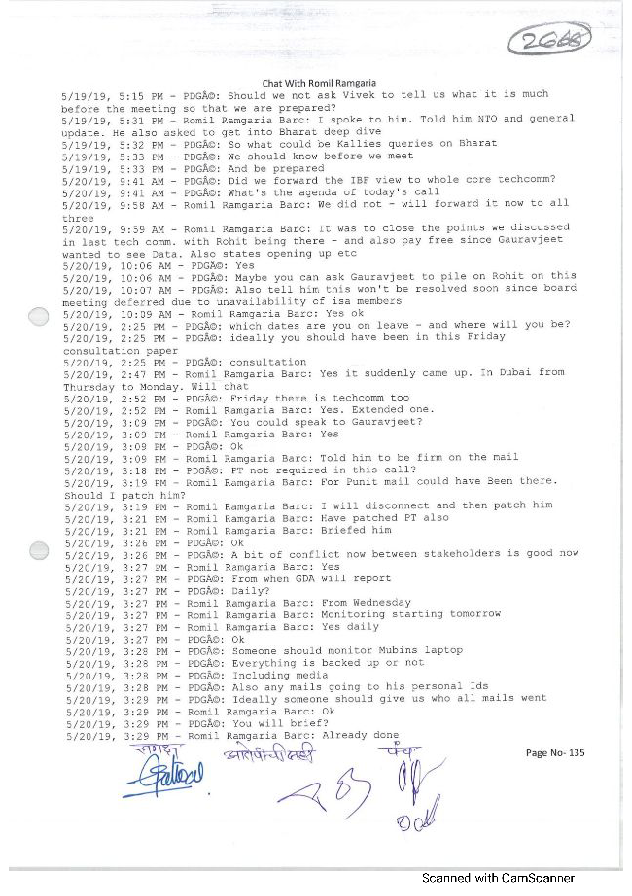 2668
Chat With Romil Ramgaria
5/19/19, 5:15 PM - PDGÂ©: Should we not ask Vivek to tell us what it is much
before the meeting so that we are prepared?
5/19/19, 5:31 PM - Romil Ramgaria Barc: I spoke to him. Told him NTO and general
update. He also asked to get into Bharat deep dive
5/19/19, 5:32 PM - PDGÂ©: So what could be Kallies queries on Bharat
5/19/19, 5:33 PM - PDGÂ©: We should know before we meet
5/19/19, 5:33 PM - PDGÂ©: And be prepared
5/20/19, 9:41 AM - PDGÂ©: Did we forward the IBF view to whole core techcomm?
5/20/19, 9:41 AM - PDGÂ©: What's the agenda of today's call
5/20/19, 9:58 AM - Romil Ramgaria Barc: We did not - will forward it now to all
three
5/20/19, 9:59 AM - Romil Ramgaria Barc: It was to close the points we discussed
in last tech comm. with Rohit being there - and also pay free since Gauravjeet
wanted to see Data. Also states opening up etc
5/20/19, 10:06 AM - PDGÂ©: Yes
5/20/19, 10:06 AM - PDGÂ©: Maybe you can ask Gauravjeet to pile on Rohit on this
5/20/19, 10:07 AM - PDGÂ©: Also tell him this won't be resolved soon since board
meeting deferred due to unavailability of isa members
5/20/19, 10:09 AM - Romil Ramgaria Barc: Yes ok
5/20/19, 2:25 PM - PDGÂ©: which dates are you on leave - and where will you be?
5/20/19, 2:25 PM - PDGÂ©: ideally you should have been in this Friday
consultation paper
5/20/19, 2:25 PM - PDGÂ©: consultation
5/20/19, 2:47 PM - Romil Ramgaria Barc: Yes it suddenly came up. In Dubai from
Thursday to Monday. Will chat
5/20/19, 2:52 PM - PDGÂ©: Friday there is techcomm too
5/20/19, 2:52 PM - Romil Ramgaria Barc: Yes. Extended one.
5/20/19, 3:09 PM - PDGÂ©: You could speak to Gauravjeet?
5/20/19, 3:09 PM - Romil Ramgaria Barc: Yes
5/20/19, 3:09 PM - PDGÂ©: Ok
5/20/19, 3:09 PM - Romil Ramgaria Barc: Told him to be firm on the mail
5/20/19, 3:18 PM - PDGÂ©: PT not required in this call?
5/20/19, 3:19 PM - Romil Ramgaria Barc: For Punit mail could have Been there.
Should I patch him?
5/20/19, 3:19 PM - Romil Ramgaria Barc: I will disconnect and then patch him
5/20/19, 3:21 PM - Romil Ramgaria Barc: Have patched PT also
5/20/19, 3:21 PM - Romil Ramgaria Barc: Briefed him
5/20/19, 3:26 PM - PDGÂ©: Ok
5/20/19, 3:26 PM - PDGÂ©: A bit of conflict now between stakeholders is good now
5/20/19, 3:27 PM - Romil Ramgaria Barc: Yes
5/20/19, 3:27 PM - PDGÂ©: From when GDA will report
5/20/19, 3:27 PM - PDGÂ©: Daily?
5/20/19, 3:27 PM - Romil Ramgaria Barc: From Wednesday
5/20/19, 3:27 PM - Romil Ramgaria Barc: Monitoring starting tomorrow
5/20/19, 3:27 PM - Romil Ramgaria Barc: Yes daily
5/20/19, 3:27 PM - PDGÂ©: Ok
5/20/19, 3:28 PM - PDGÂ©: Someone should monitor Mubins laptop
5/20/19, 3:28 PM - PDGÂ©: Everything is backed up or not
5/20/19, 3:28 PM - PDGÂ©: Including media
5/20/19, 3:28 PM - PDGÂ©: Also any mails going to his personal Ids
5/20/19, 3:29 PM - PDGÂ©: Ideally someone should give us who all mails went
5/20/19, 3:29 PM - Romil Ramgaria Barc: Ok
5/20/19, 3:29 PM - PDGÂ©: You will brief?
5/20/19, 3:29 PM - Romil Ramgaria Barc: Already done
पंच
Page No- 135
Scanned with CamScanner